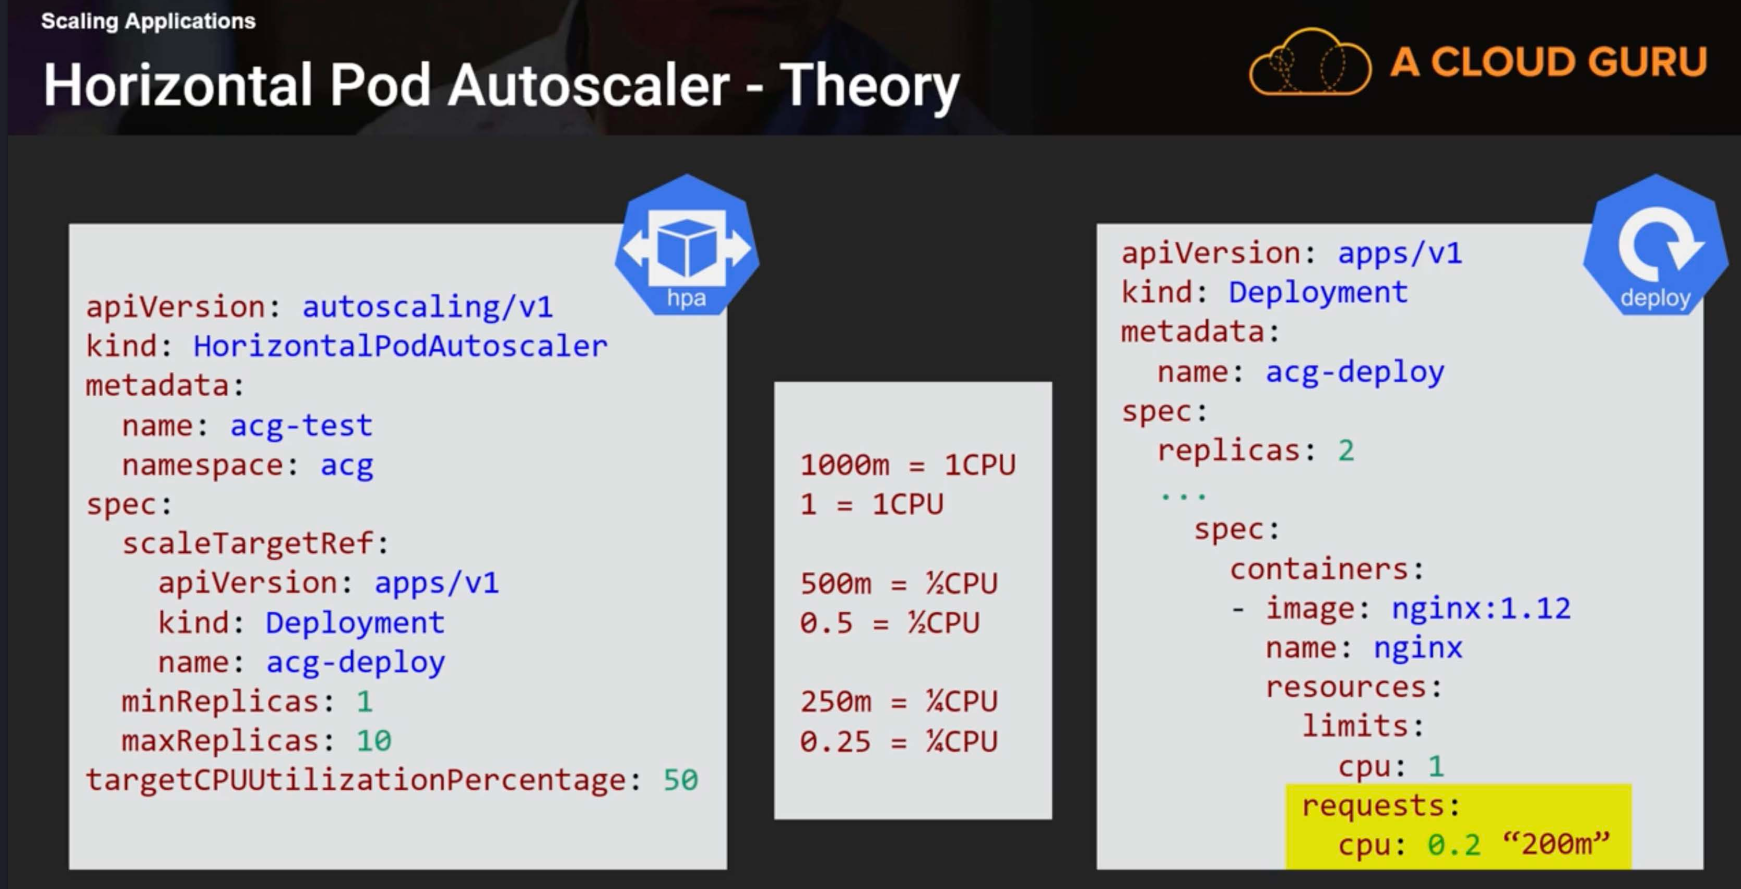 Scaling Applications
Horizontal Pod Autoscaler - Theory
A CLOUD GURU
hpa
apiVersion: autoscaling/v1
kind: HorizontalPodAutoscaler
metadata:
  name: acg-test
  namespace: acg
spec:
  scaleTargetRef:
    apiVersion: apps/v1
    kind: Deployment
    name: acg-deploy
  minReplicas: 1
  maxReplicas: 10
targetCPUUtilizationPercentage: 50
1000m = 1CPU
1 = 1CPU
500m = ½CPU
0.5 = ½CPU
250m = ¼CPU
0.25 = ¼CPU
deploy
apiVersion: apps/v1
kind: Deployment
metadata:
  name: acg-deploy
spec:
  replicas: 2
  ...
    spec:
      containers:
      - image: nginx:1.12
        name: nginx
        resources:
          limits:
            cpu: 1
          requests:
            cpu: 0.2 “200m”